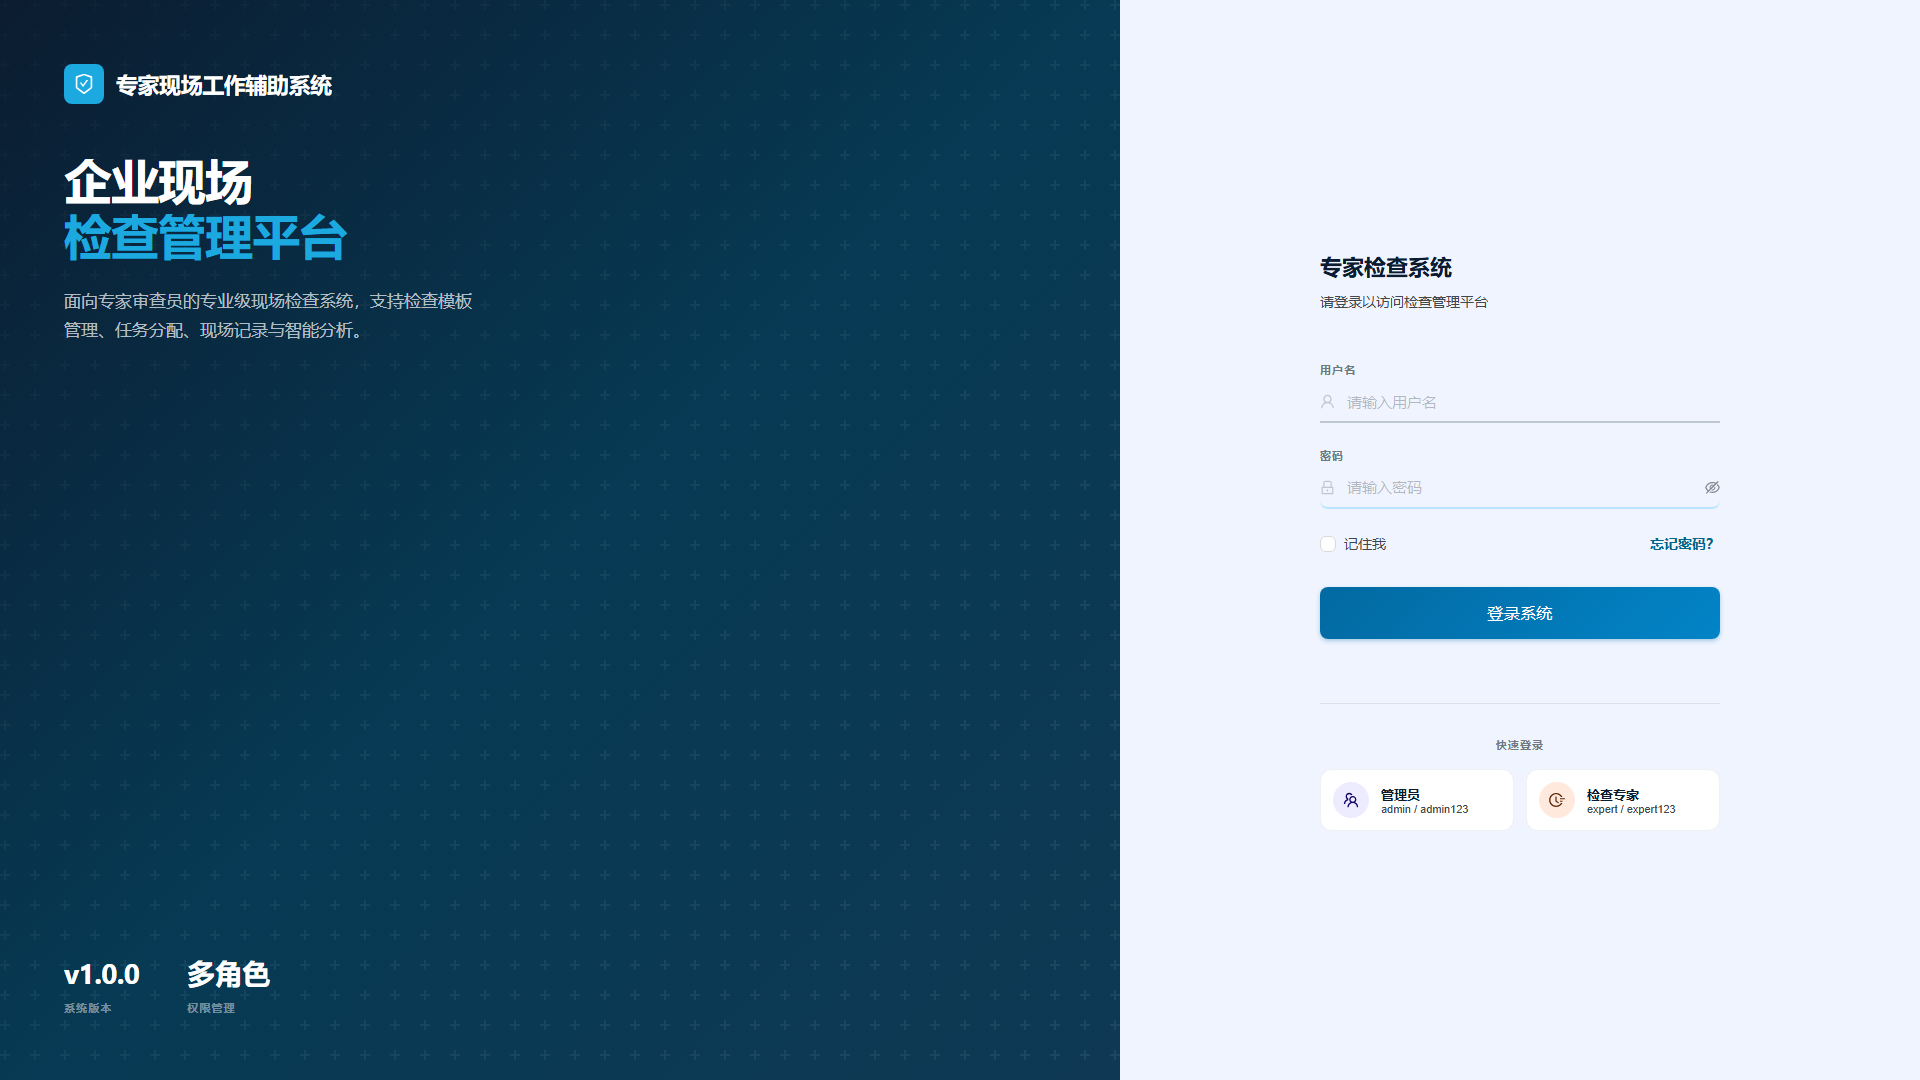 专家现场工作辅助系统
企业现场
检查管理平台
面向专家审查员的专业级现场检查系统，支持检查模板
管理、任务分配、现场记录与智能分析。
v1.0.0
系统版本
多角色
权限管理
专家检查系统
请登录以访问检查管理平台
用户名
请输入用户名
密码
请输入密码
记住我
忘记密码?
登录系统
快速登录
管理员
admin / admin123
检查专家
expert / expert123